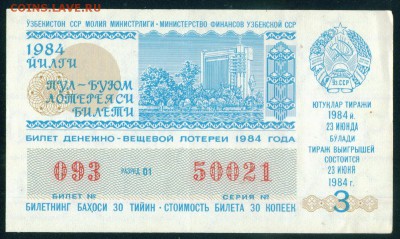 COINS.LAVE.RU
ЎЗБЕКИСТОН ССР МОЛИЯ МИНИСТРЛИГИ • МИНИСТЕРСТВО ФИНАНСОВ УЗБЕКСКОЙ ССР
1984
ЙИЛГИ
ПУЛ-БУЮМ
ЛОТЕРЕЯСИ
БИЛЕТИ
БИЛЕТ ДЕНЕЖНО-ВЕЩЕВОЙ ЛОТЕРЕИ 1984 ГОДА
093
РАЗРЯД 01
50021
БИЛЕТ №
СЕРИЯ №
БИЛЕТНИНГ БАҲОСИ 30 ТИЙИН • СТОИМОСТЬ БИЛЕТА 30 КОПЕЕК
ЮТУҚЛАР ТИРАЖИ
1984 й.
23 ИЮНДА
БУЛАДИ
ТИРАЖ ВЫИГРЫШЕЙ
СОСТОИТСЯ
23 ИЮНЯ
1984 г.
3